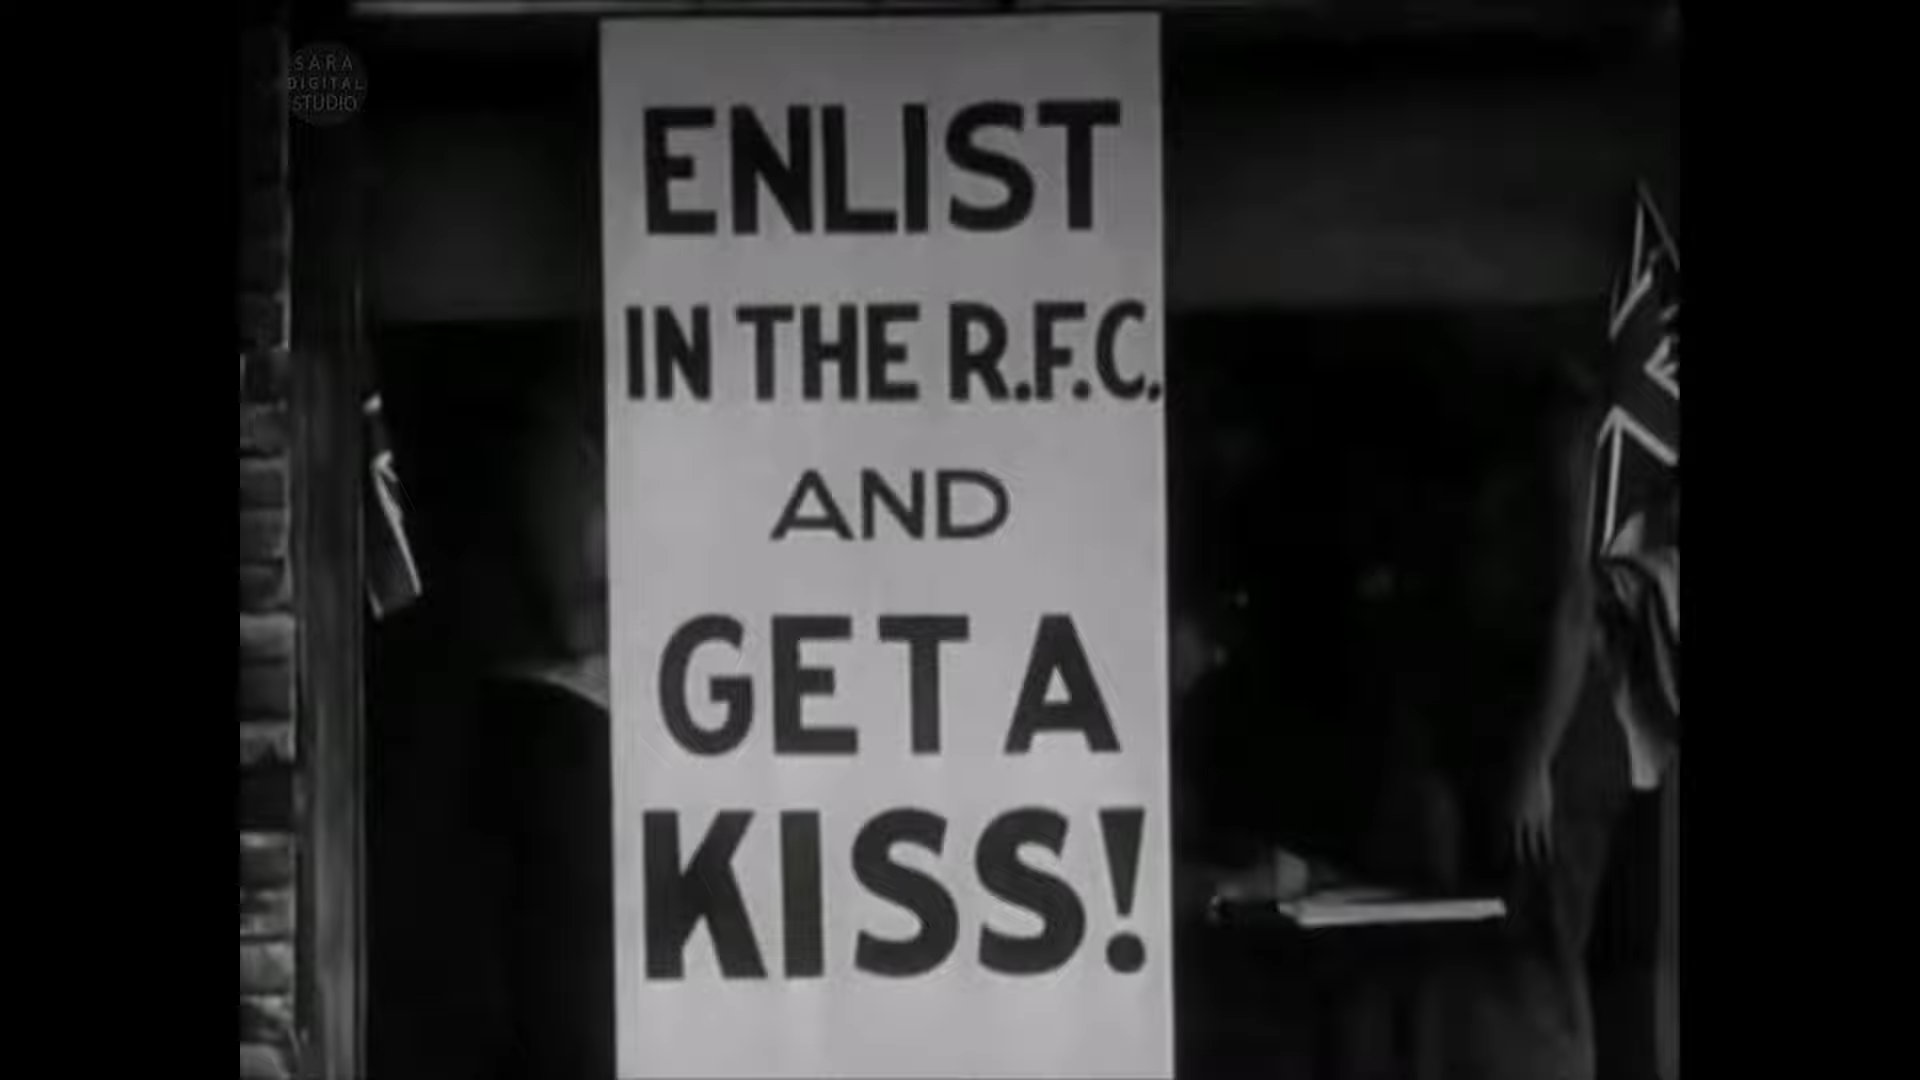 SARA
DIGITAL
STUDIO
ENLIST
IN THE R.F.C.
AND
GET A
KISS!